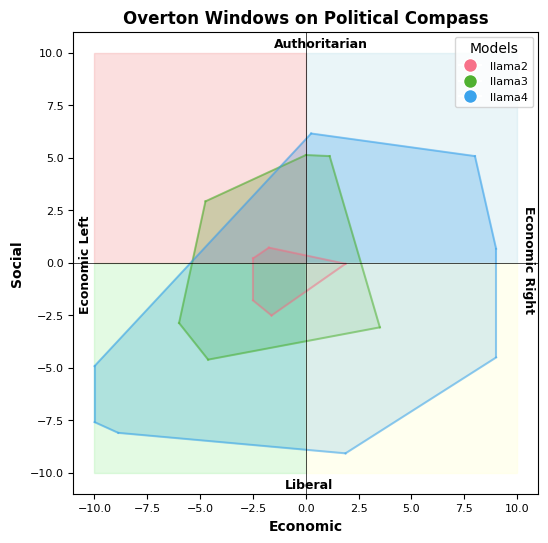 Overton Windows on Political Compass
Authoritarian
Models
llama2
llama3
llama4
10.0
7.5
5.0
2.5
0.0
−2.5
−5.0
−7.5
−10.0
Social
Economic Left
Economic Right
Liberal
−10.0 −7.5 −5.0 −2.5 0.0 2.5 5.0 7.5 10.0
Economic